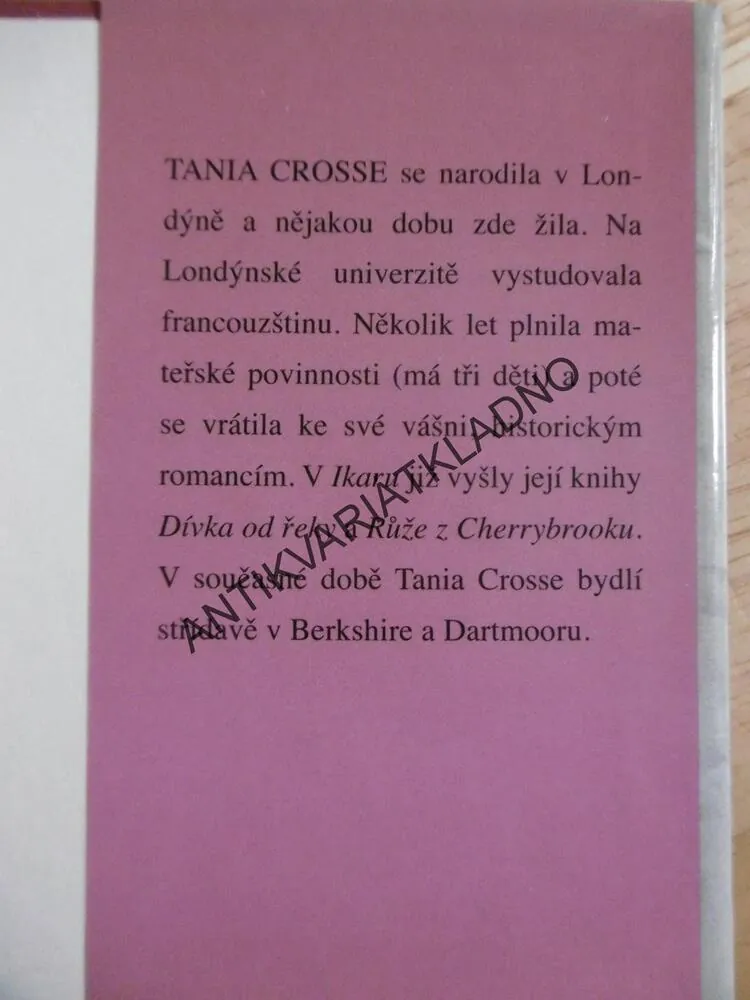 TANIA CROSSE se narodila v Lon-
dýně a nějakou dobu zde žila. Na
Londýnské univerzitě vystudovala
francouzštinu. Několik let plnila ma-
teřské povinnosti (má tři děti) a poté
se vrátila ke své vášni, historickým
romancím. V Ikaru již vyšly její knihy
Dívka od řeky a Růže z Cherrybrooku.
V současné době Tania Crosse bydlí
střídavě v Berkshire a Dartmooru.
ANTIKVARIATKLADNO